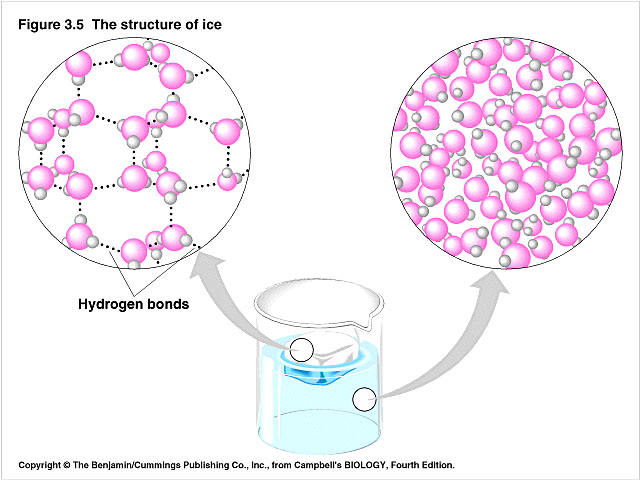 Figure 3.5 The structure of ice
Hydrogen bonds
Copyright © The Benjamin/Cummings Publishing Co., Inc., from Campbell's BIOLOGY, Fourth Edition.